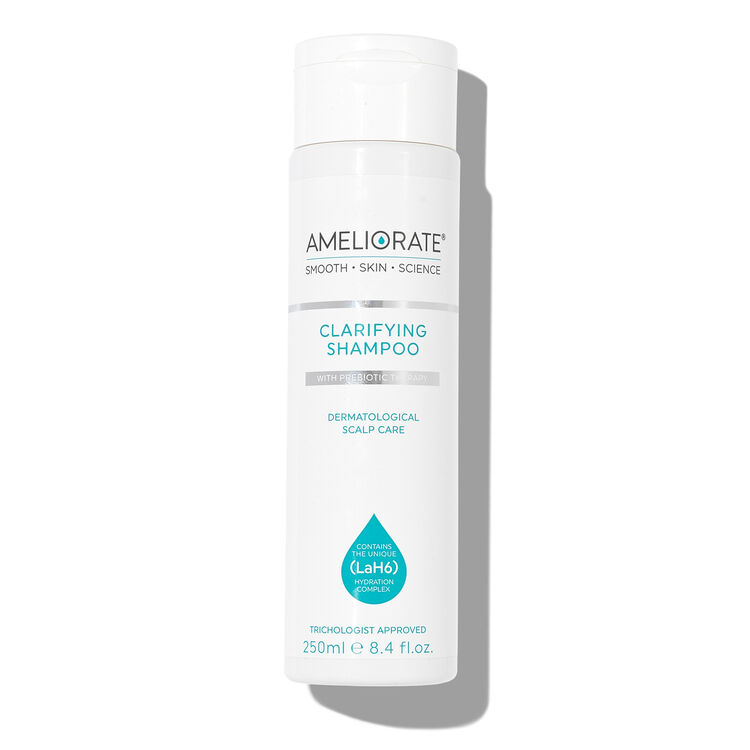 AMELIORATE®
SMOOTH • SKIN • SCIENCE
CLARIFYING
SHAMPOO
WITH PREBIOTIC THERAPY
DERMATOLOGICAL
SCALP CARE
CONTAINS
THE UNIQUE
(LaH6)
HYDRATION
COMPLEX
TRICHOLOGIST APPROVED
250ml ℮ 8.4 fl.oz.